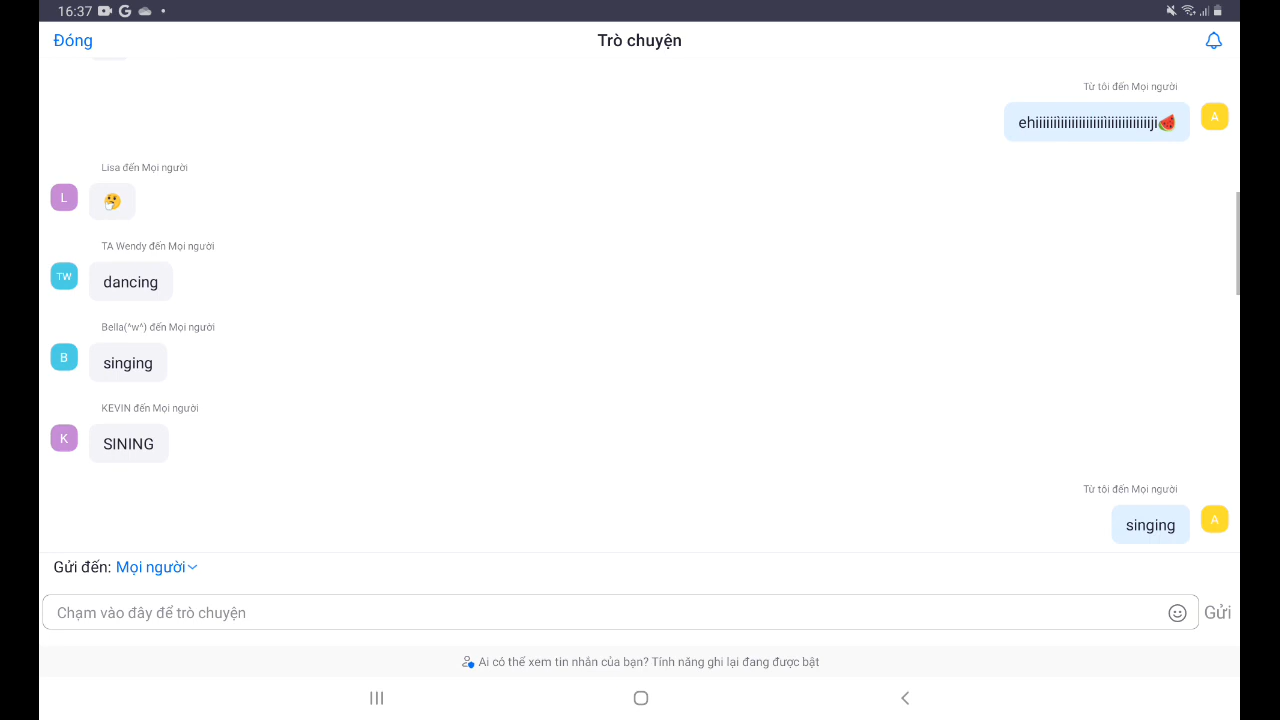 16:37
Đóng
Trò chuyện
Từ tôi đến Mọi người
A
Lisa đến Mọi người
L
TA Wendy đến Mọi người
TW
dancing
Bella(^w^) đến Mọi người
B
singing
KEVIN đến Mọi người
K
SINING
Từ tôi đến Mọi người
singing
A
Gửi đến: Mọi người
Chạm vào đây để trò chuyện
Gửi
Ai có thể xem tin nhắn của bạn? Tính năng ghi lại đang được bật